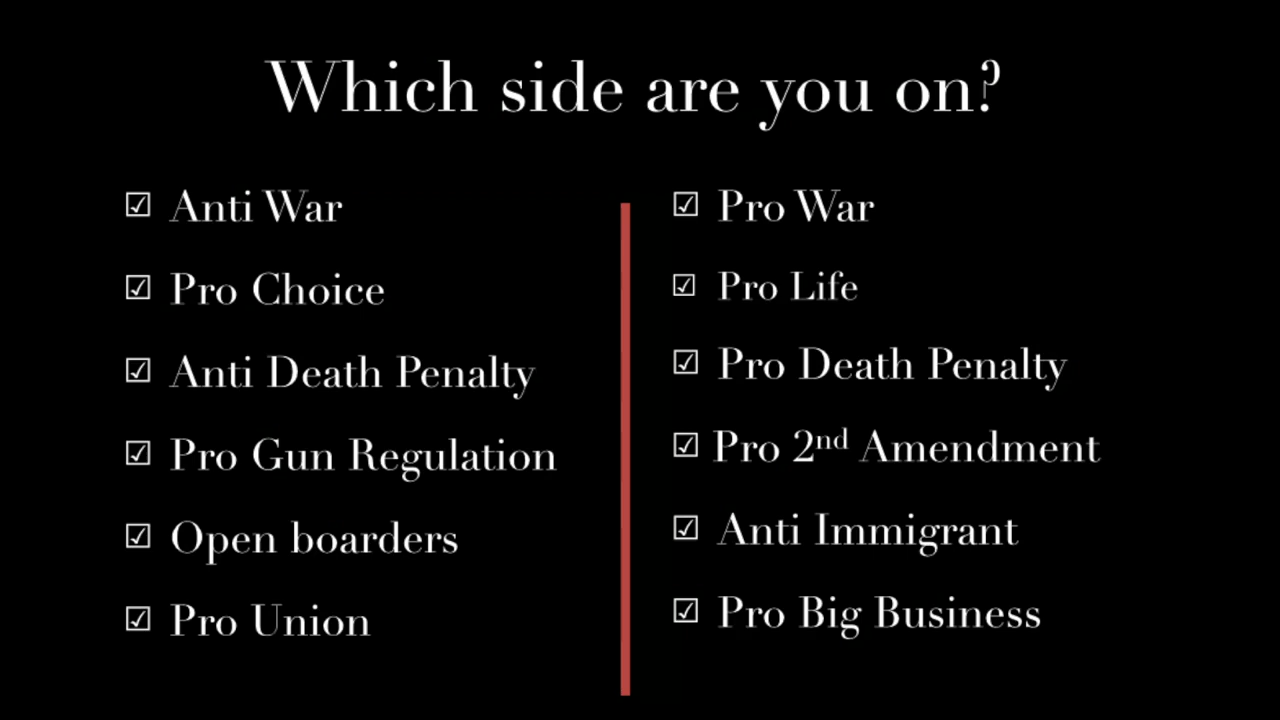 Which side are you on?
☑ Anti War
☑ Pro Choice
☑ Anti Death Penalty
☑ Pro Gun Regulation
☑ Open boarders
☑ Pro Union
☑ Pro War
☑ Pro Life
☑ Pro Death Penalty
☑ Pro 2nd Amendment
☑ Anti Immigrant
☑ Pro Big Business